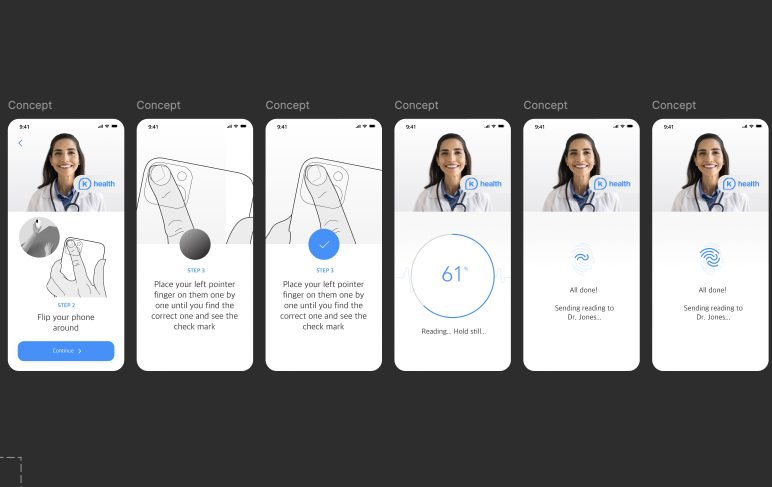 Concept
Concept
Concept
Concept
Concept
Concept
9:41
k health
STEP 2
Flip your phone
around
Continue
9:41
STEP 3
Place your left pointer
finger on them one by
one until you find the
correct one and see the
check mark
9:41
STEP 3
Place your left pointer
finger on them one by
one until you find the
correct one and see the
check mark
9:41
k health
61%
Reading... Hold still...
9:41
k health
All done!
Sending reading to
Dr. Jones...
9:41
k health
All done!
Sending reading to
Dr. Jones...